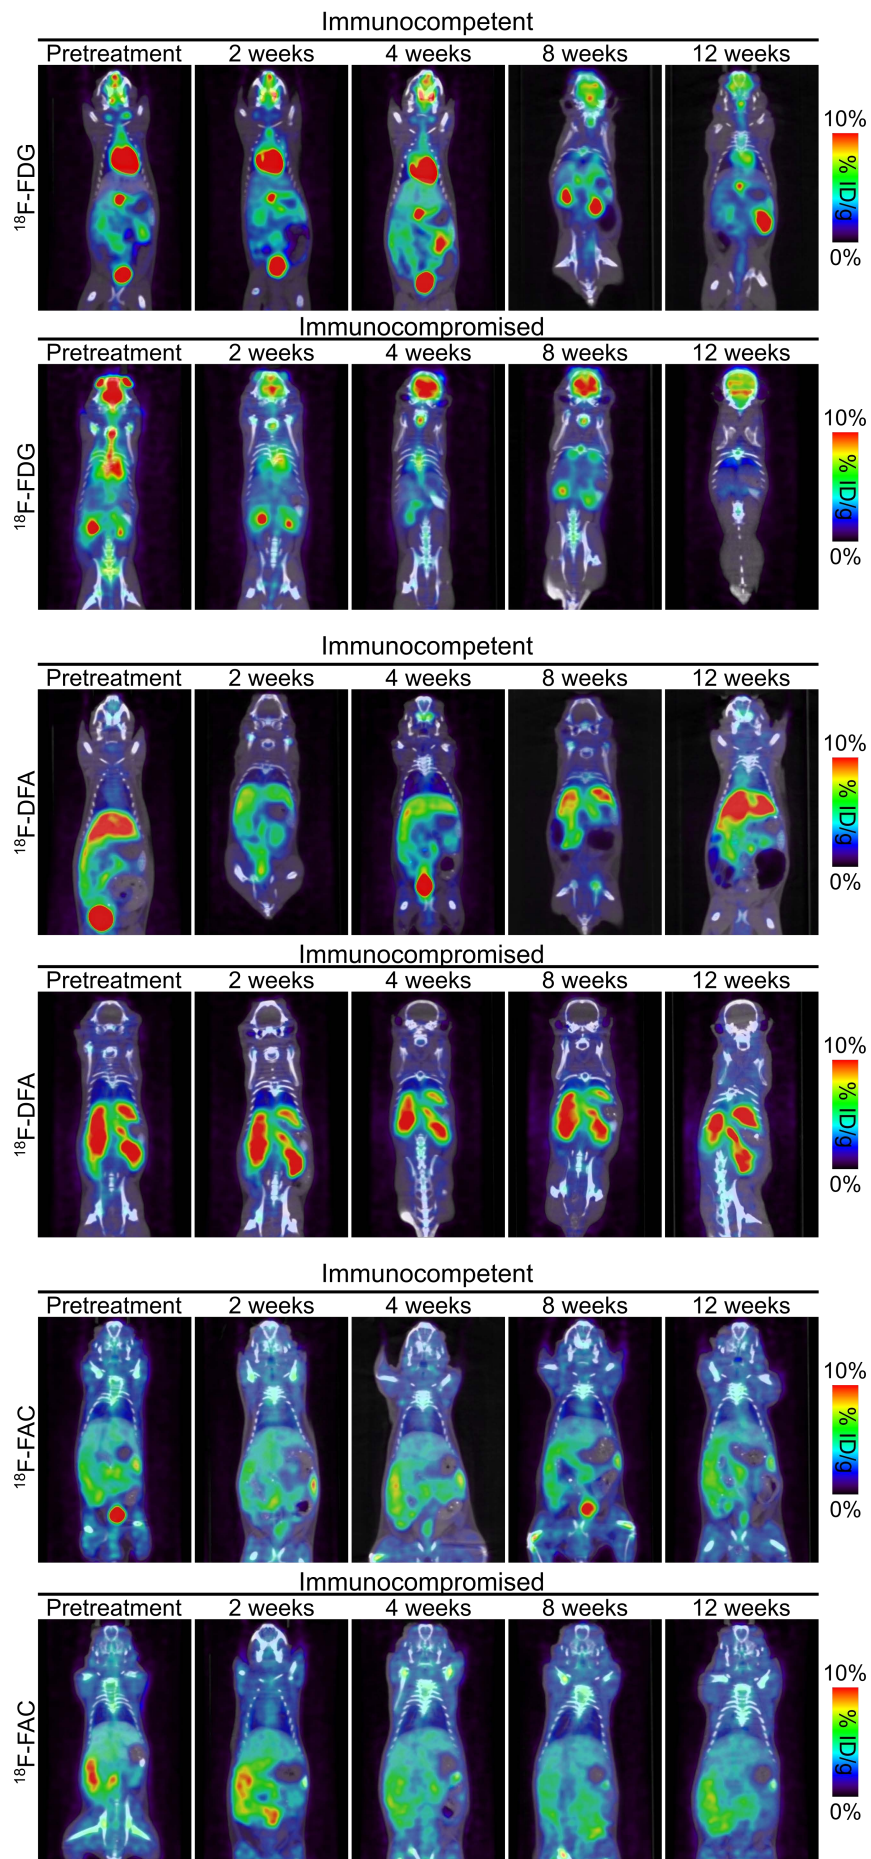 Immunocompetent
Pretreatment 2 weeks 4 weeks 8 weeks 12 weeks
18F-FDG
10%
% ID/g
0%
Immunocompromised
Pretreatment 2 weeks 4 weeks 8 weeks 12 weeks
18F-FDG
10%
% ID/g
0%
Immunocompetent
Pretreatment 2 weeks 4 weeks 8 weeks 12 weeks
18F-DFA
10%
% ID/g
0%
Immunocompromised
Pretreatment 2 weeks 4 weeks 8 weeks 12 weeks
18F-DFA
10%
% ID/g
0%
Immunocompetent
Pretreatment 2 weeks 4 weeks 8 weeks 12 weeks
18F-FAC
10%
% ID/g
0%
Immunocompromised
Pretreatment 2 weeks 4 weeks 8 weeks 12 weeks
18F-FAC
10%
% ID/g
0%